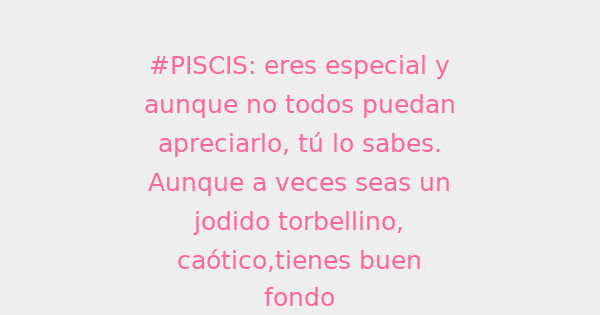 #PISCIS: eres especial y
aunque no todos puedan
apreciarlo, tú lo sabes.
Aunque a veces seas un
jodido torbellino,
caótico,tienes buen
fondo